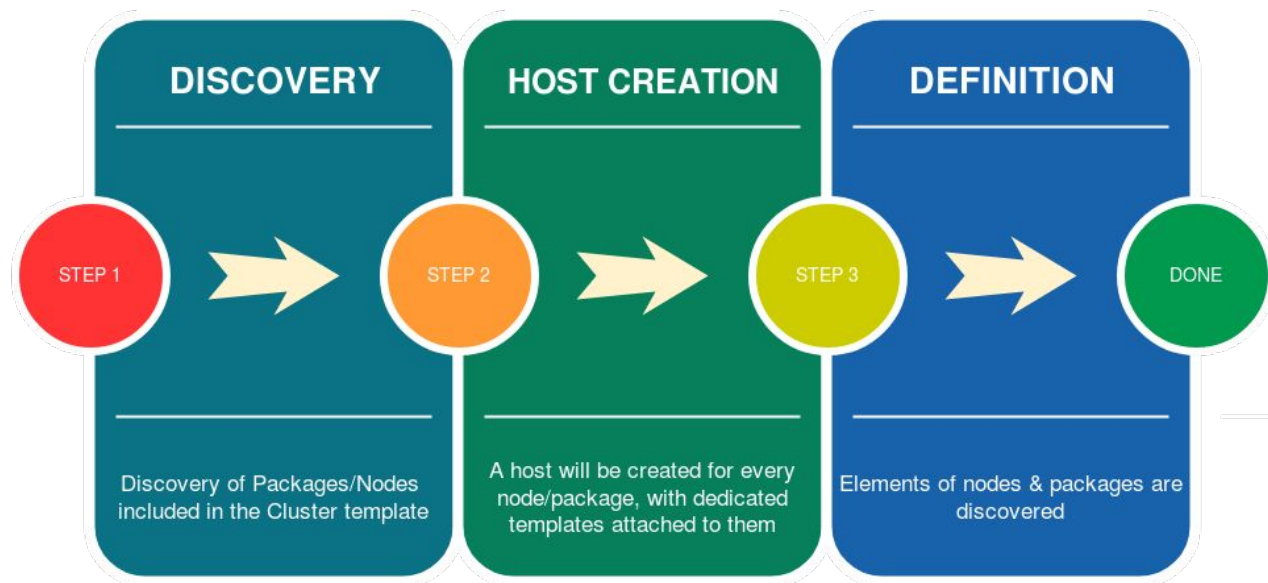 DISCOVERY
HOST CREATION
DEFINITION
STEP 1
STEP 2
STEP 3
DONE
Discovery of Packages/Nodes
included in the Cluster template
A host will be created for every
node/package, with dedicated
templates attached to them
Elements of nodes & packages are
discovered